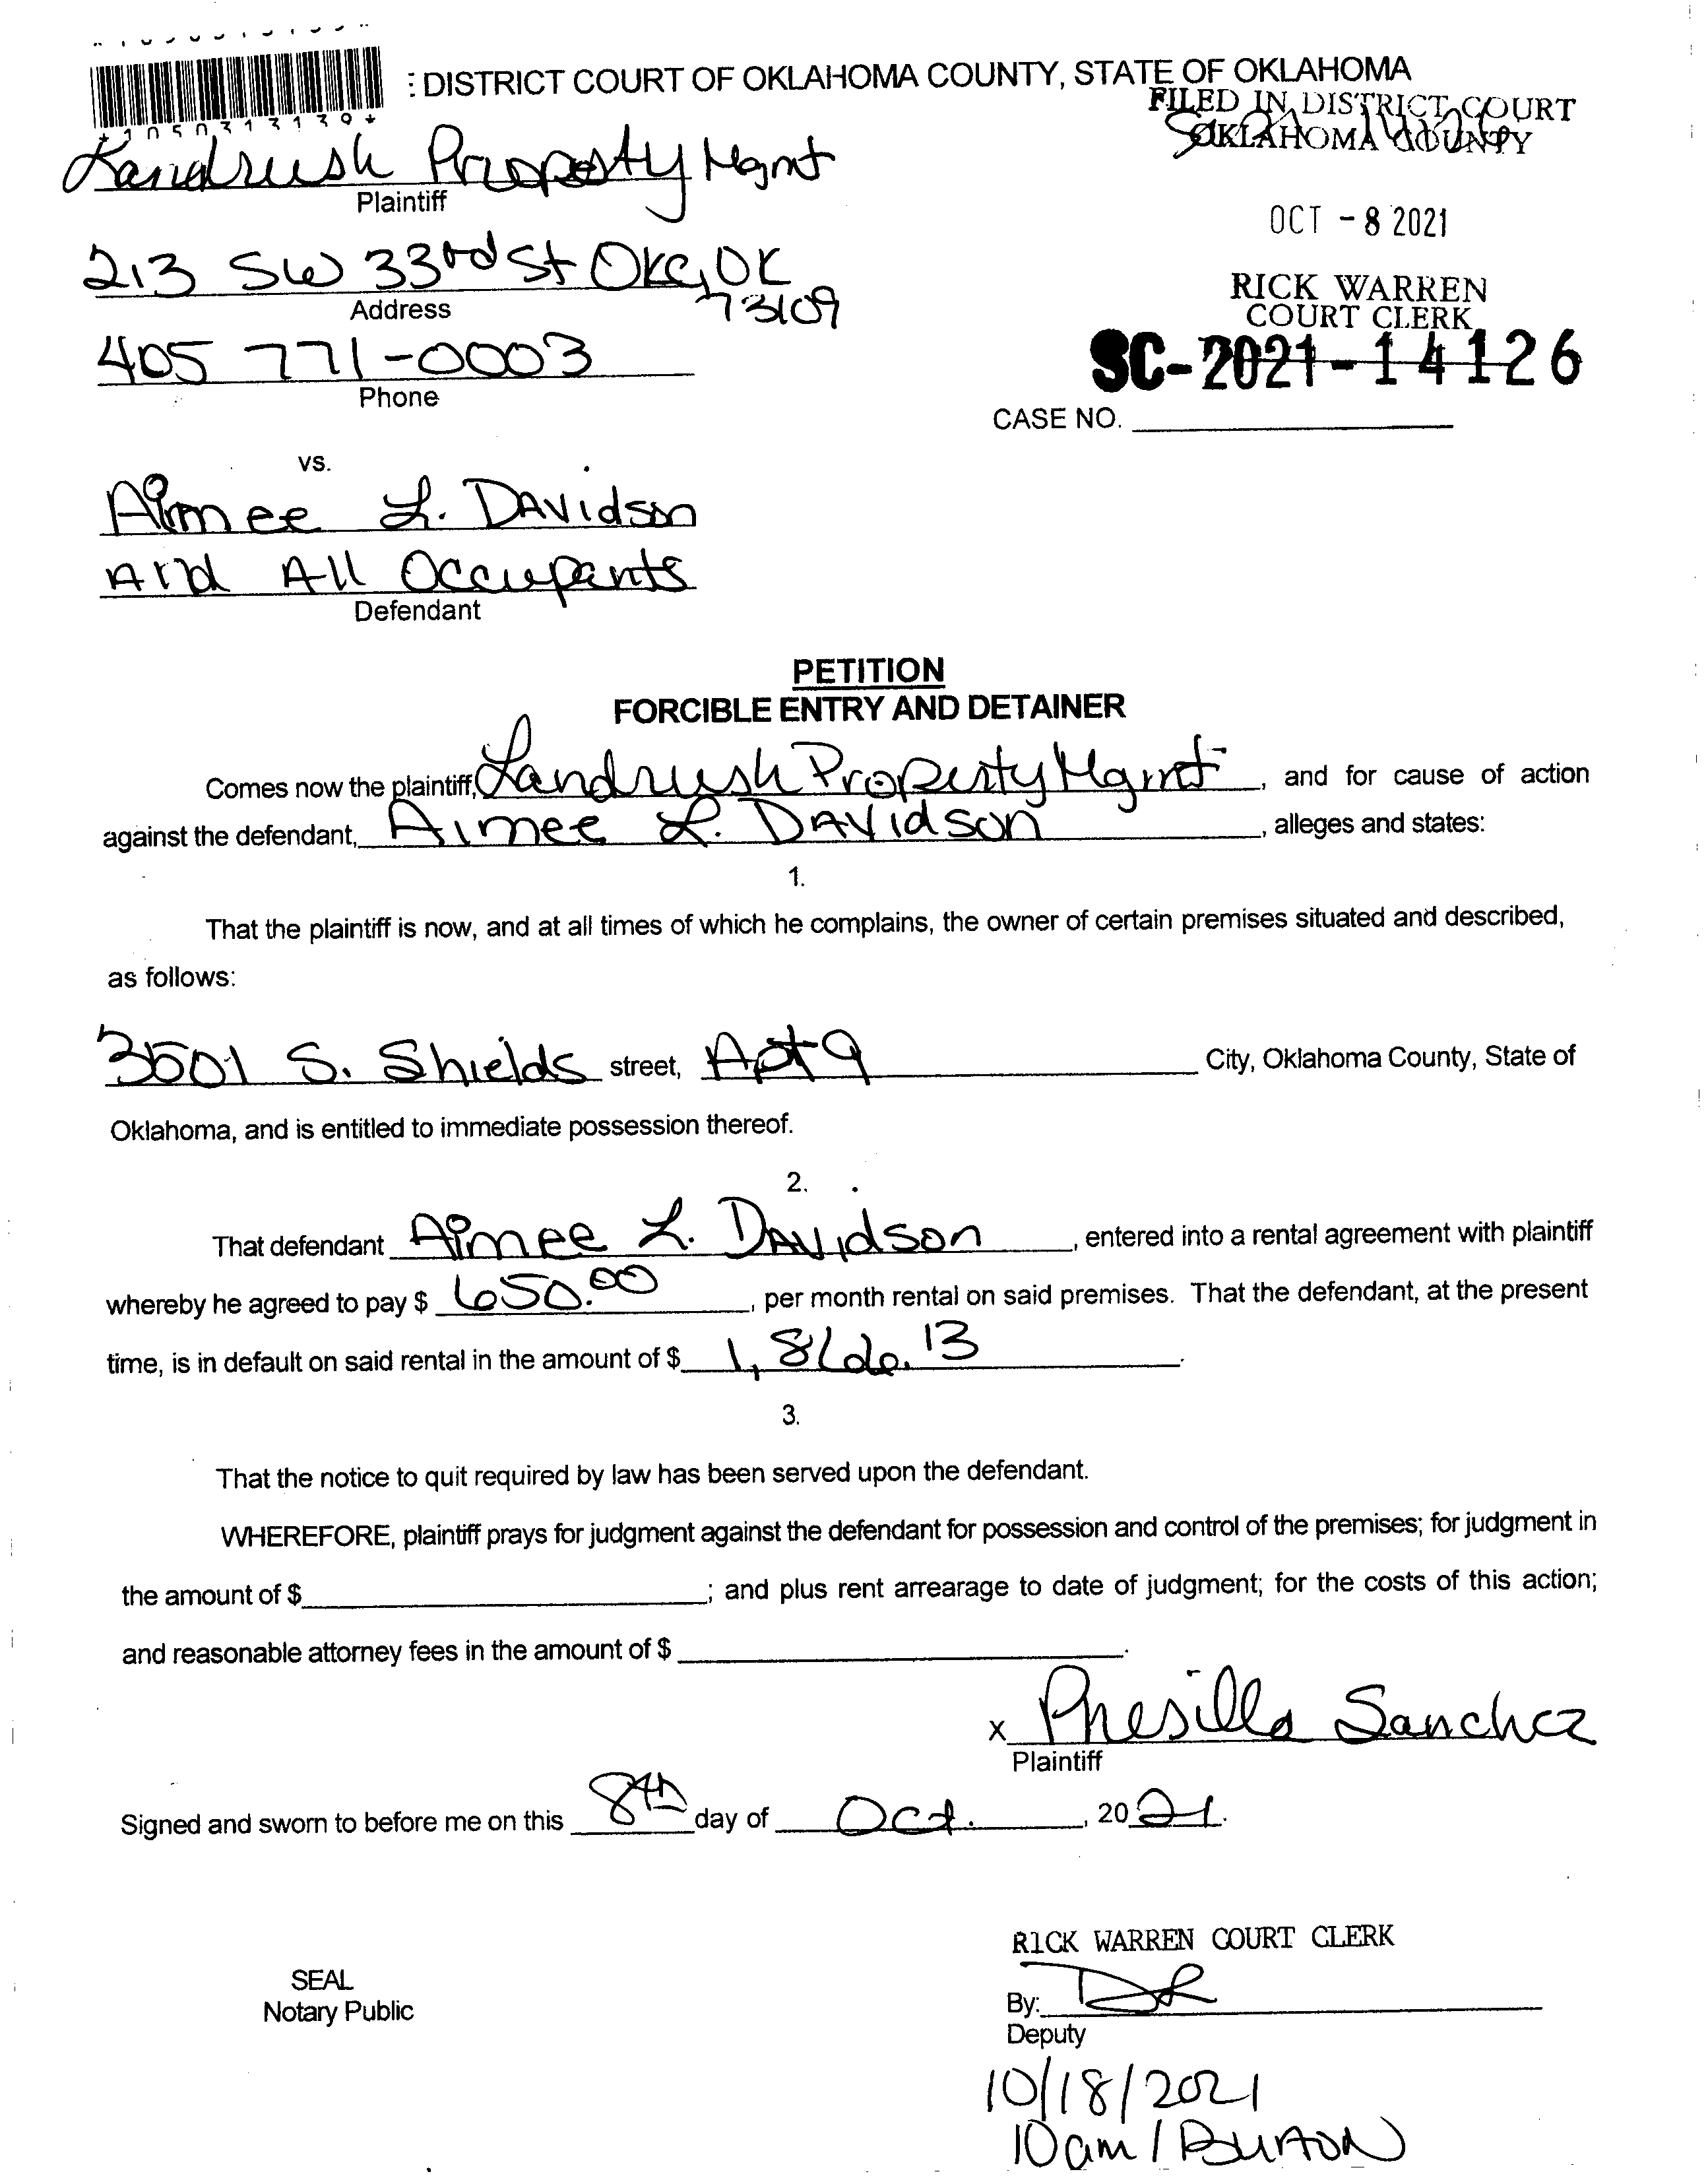 : DISTRICT COURT OF OKLAHOMA COUNTY, STATE OF OKLAHOMA
FILED IN DISTRICT COURT
OKLAHOMA COUNTY
*1050313139*
Landrush Property Mgmt
Plaintiff
OCT - 8 2021
213 SW 33rd St OKC, OK
73109
Address
RICK WARREN
COURT CLERK
405 771-0003
Phone
SC-2021-14126
CASE NO.
vs.
Aimee L. Davidson
And All Occupants
Defendant
PETITION
FORCIBLE ENTRY AND DETAINER
Comes now the plaintiff, Landrush Property Mgmt, and for cause of action
against the defendant, Aimee L. Davidson, alleges and states:
1.
That the plaintiff is now, and at all times of which he complains, the owner of certain premises situated and described,
as follows:
3501 S. Shields street, Apt 9 City, Oklahoma County, State of
Oklahoma, and is entitled to immediate possession thereof.
2.
That defendant Aimee L. Davidson, entered into a rental agreement with plaintiff
whereby he agreed to pay $ 650.00, per month rental on said premises. That the defendant, at the present
time, is in default on said rental in the amount of $ 1,866.13.
3.
That the notice to quit required by law has been served upon the defendant.
WHEREFORE, plaintiff prays for judgment against the defendant for possession and control of the premises; for judgment in
the amount of $ ; and plus rent arrearage to date of judgment; for the costs of this action;
and reasonable attorney fees in the amount of $ .
x Presilla Sanchez
Plaintiff
Signed and sworn to before me on this 8th day of Oct., 2021.
RICK WARREN COURT CLERK
SEAL
Notary Public
By:
Deputy
10/18/2021
10am / Burton